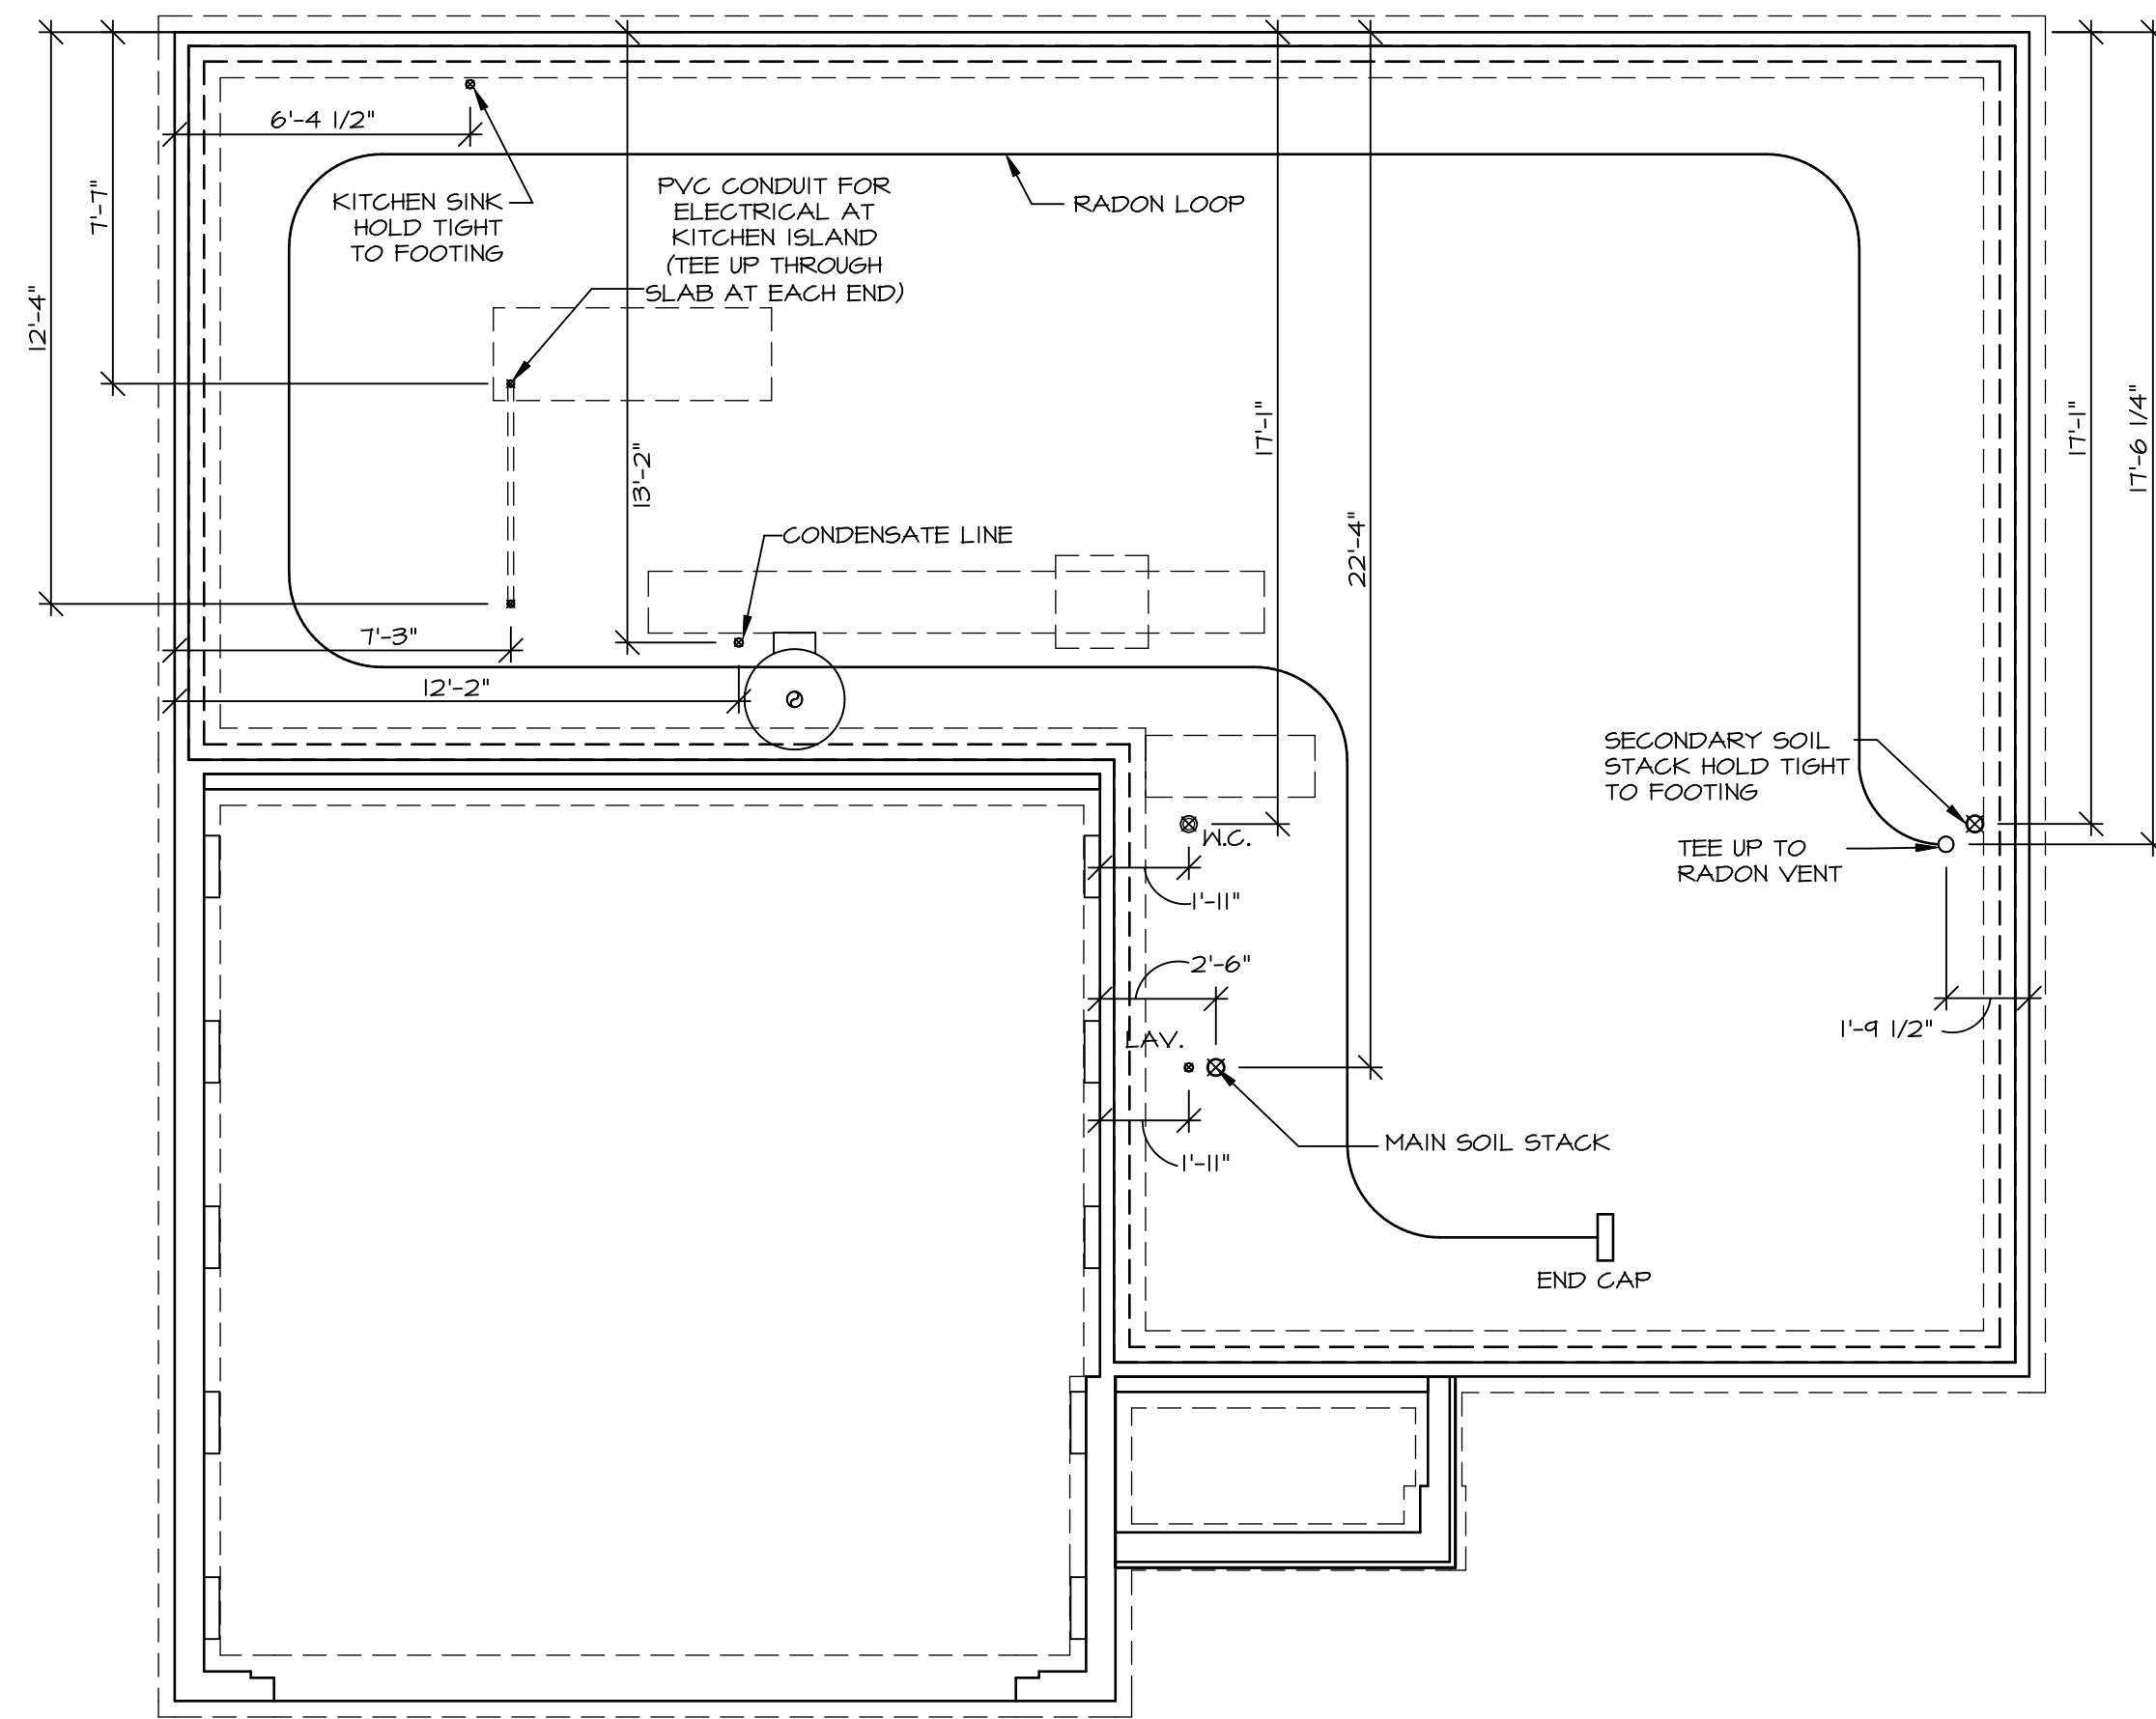 6'-4 1/2"
7'-7"
12'-4"
KITCHEN SINK
HOLD TIGHT
TO FOOTING
PVC CONDUIT FOR
ELECTRICAL AT
KITCHEN ISLAND
(TEE UP THROUGH
SLAB AT EACH END)
RADON LOOP
13'-2"
17'-1"
22'-4"
17'-1"
17'-6 1/4"
CONDENSATE LINE
7'-3"
12'-2"
SECONDARY SOIL
STACK HOLD TIGHT
TO FOOTING
W.C.
TEE UP TO
RADON VENT
1'-11"
2'-6"
1'-9 1/2"
LAV.
MAIN SOIL STACK
1'-11"
END CAP